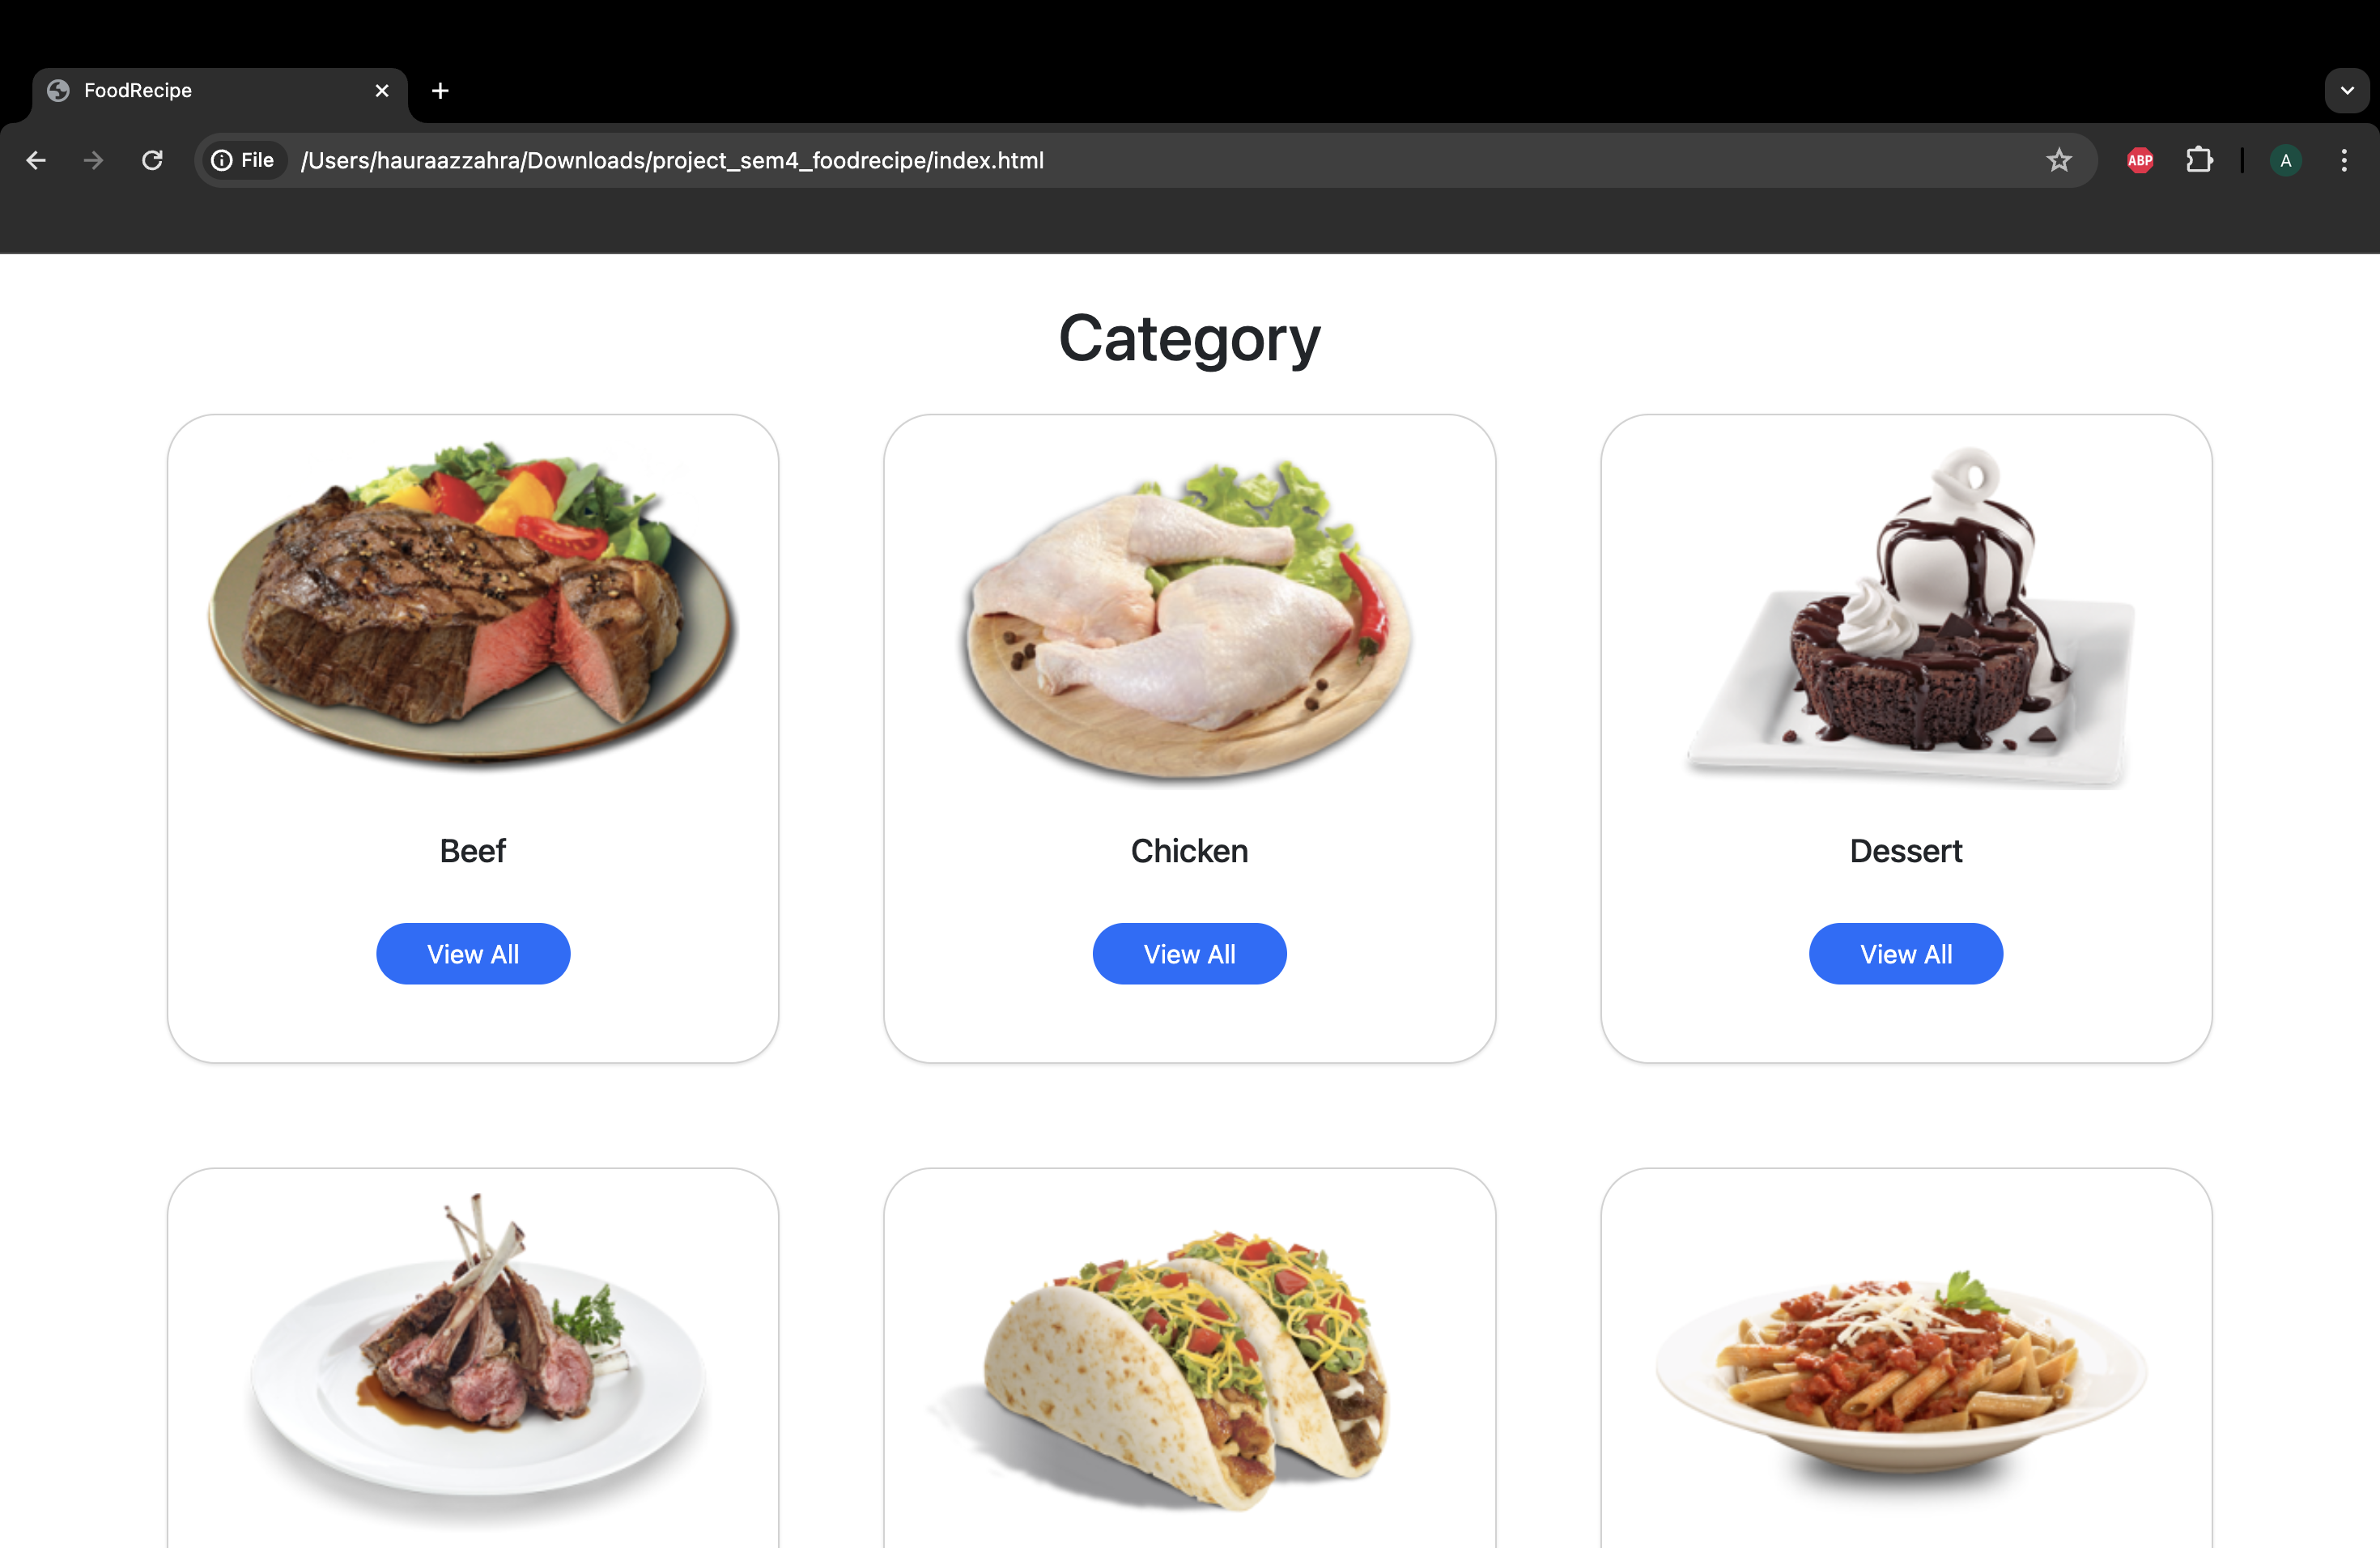 FoodRecipe
File /Users/hauraazzahra/Downloads/project_sem4_foodrecipe/index.html
ABP
A
Category
Beef
Chicken
Dessert
View All
View All
View All